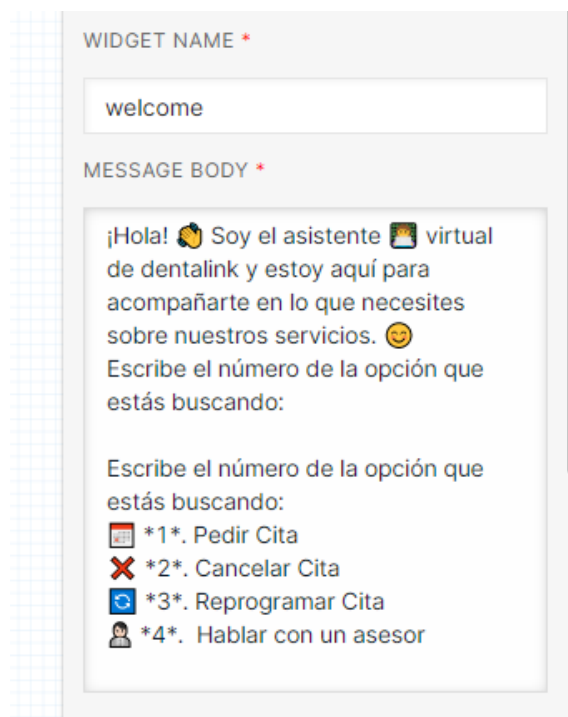 WIDGET NAME *
welcome
MESSAGE BODY *
¡Hola! 👏 Soy el asistente 👨‍💻 virtual
de dentalink y estoy aquí para
acompañarte en lo que necesites
sobre nuestros servicios. 😊
Escribe el número de la opción que
estás buscando:
Escribe el número de la opción que
estás buscando:
📅 *1*. Pedir Cita
❌ *2*. Cancelar Cita
🔄 *3*. Reprogramar Cita
👩‍💼 *4*.  Hablar con un asesor